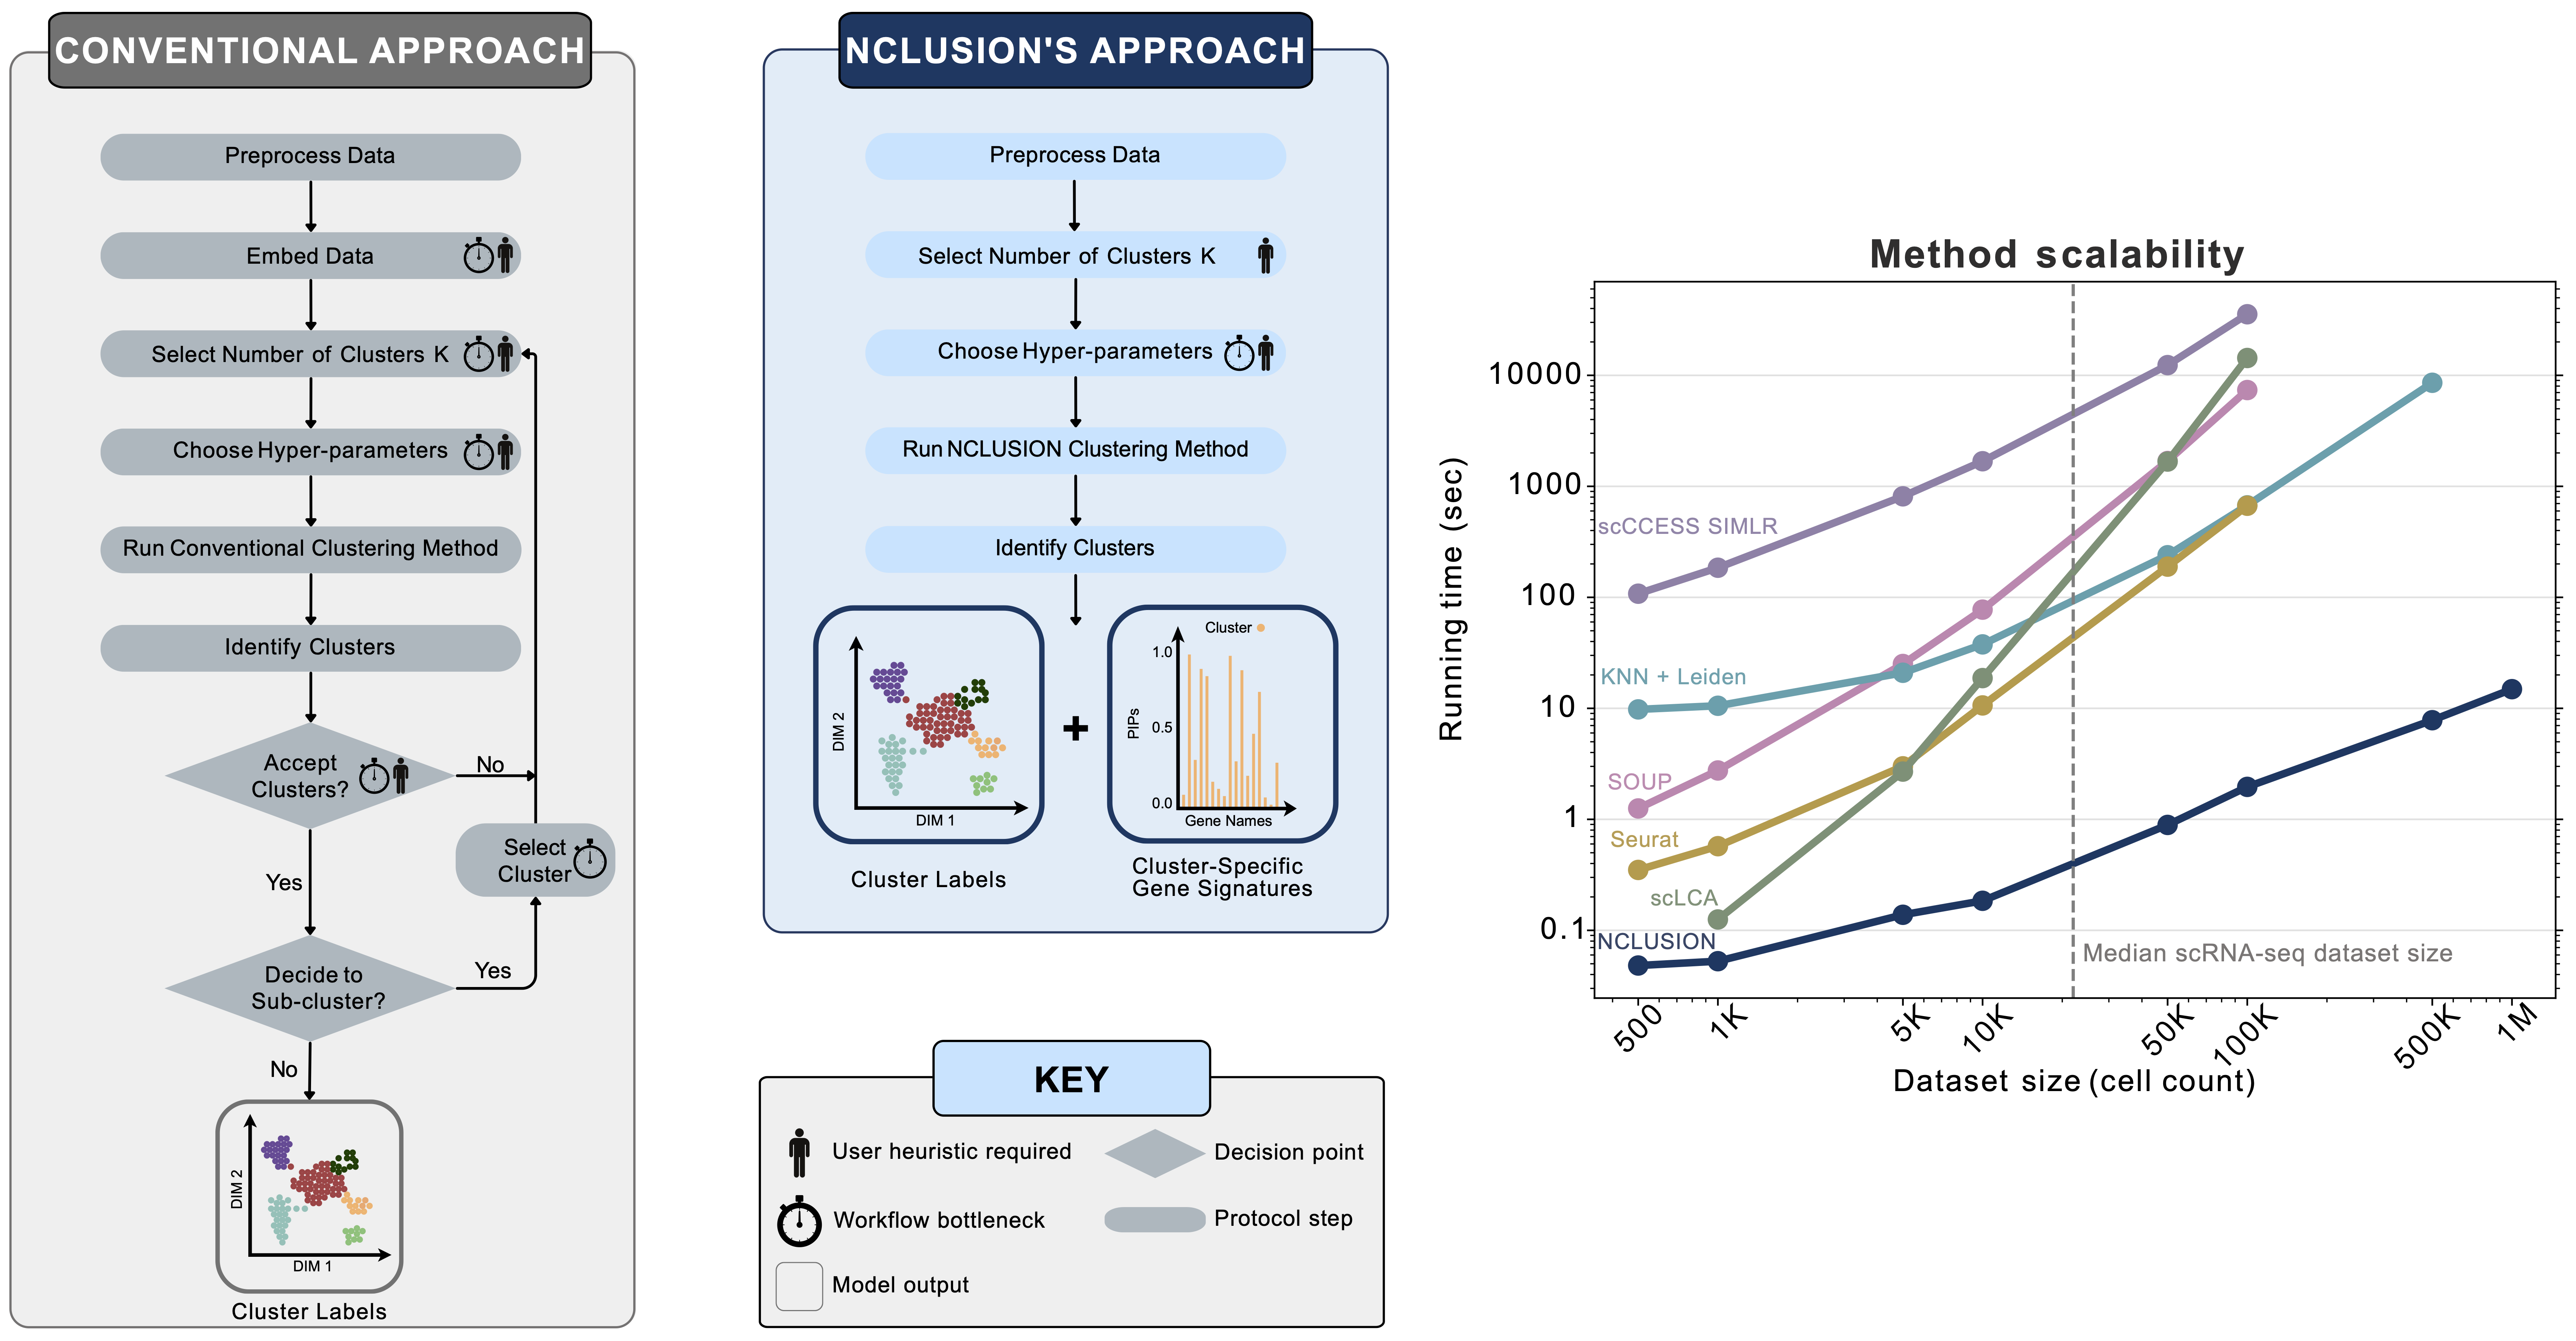 CONVENTIONAL APPROACH
Preprocess Data
Embed Data
Select Number of Clusters K
Choose Hyper-parameters
Run Conventional Clustering Method
Identify Clusters
Accept
Clusters?
No
Select
Cluster
Yes
Decide to
Sub-cluster?
Yes
No
DIM 2
DIM 1
Cluster Labels
NCLUSION'S APPROACH
Preprocess Data
Select Number of Clusters K
Choose Hyper-parameters
Run NCLUSION Clustering Method
Identify Clusters
DIM 2
DIM 1
Cluster Labels
+
Cluster
1.0
0.5
0.0
PIPs
Gene Names
Cluster-Specific
Gene Signatures
KEY
User heuristic required
Decision point
Workflow bottleneck
Protocol step
Model output
Method scalability
Running time (sec)
10000
1000
100
10
1
0.1
scCCESS SIMLR
KNN + Leiden
SOUP
Seurat
scLCA
NCLUSION
Median scRNA-seq dataset size
500
1K
5K
10K
50K
100K
500K
1M
Dataset size (cell count)